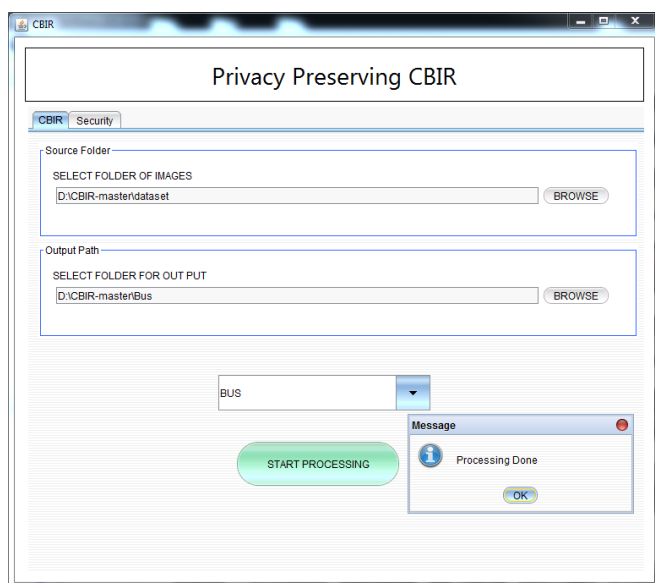 CBIR
Privacy Preserving CBIR
CBIR Security
Source Folder
SELECT FOLDER OF IMAGES
D:\CBIR-master\dataset BROWSE
Output Path
SELECT FOLDER FOR OUT PUT
D:\CBIR-master\Bus BROWSE
BUS
Message
START PROCESSING
Processing Done
OK